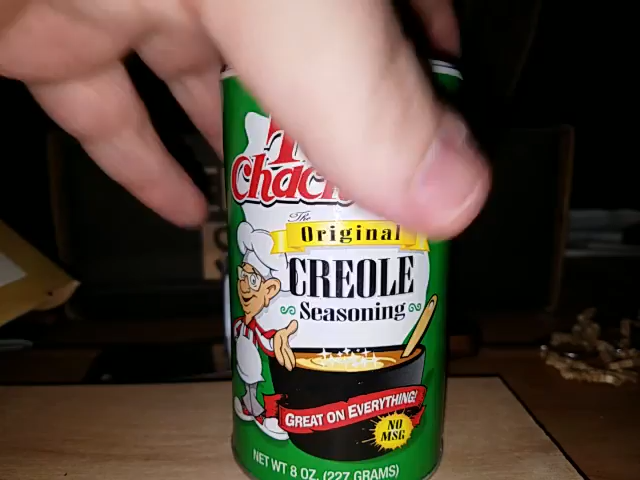 The
Original
CREOLE
Seasoning
GREAT ON EVERYTHING!
NO
MSG
NET WT 8 OZ. (227 GRAMS)